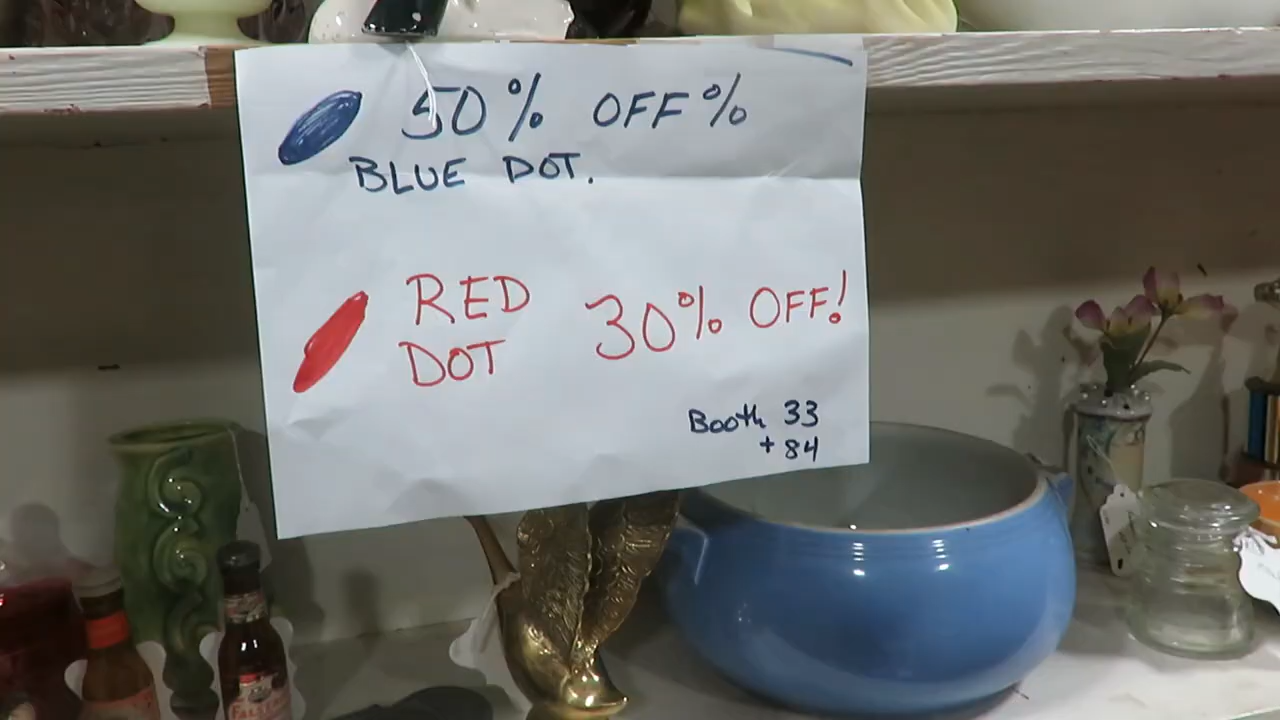 50% OFF%
BLUE DOT.
RED
DOT
30% OFF!
Booth 33
+ 84